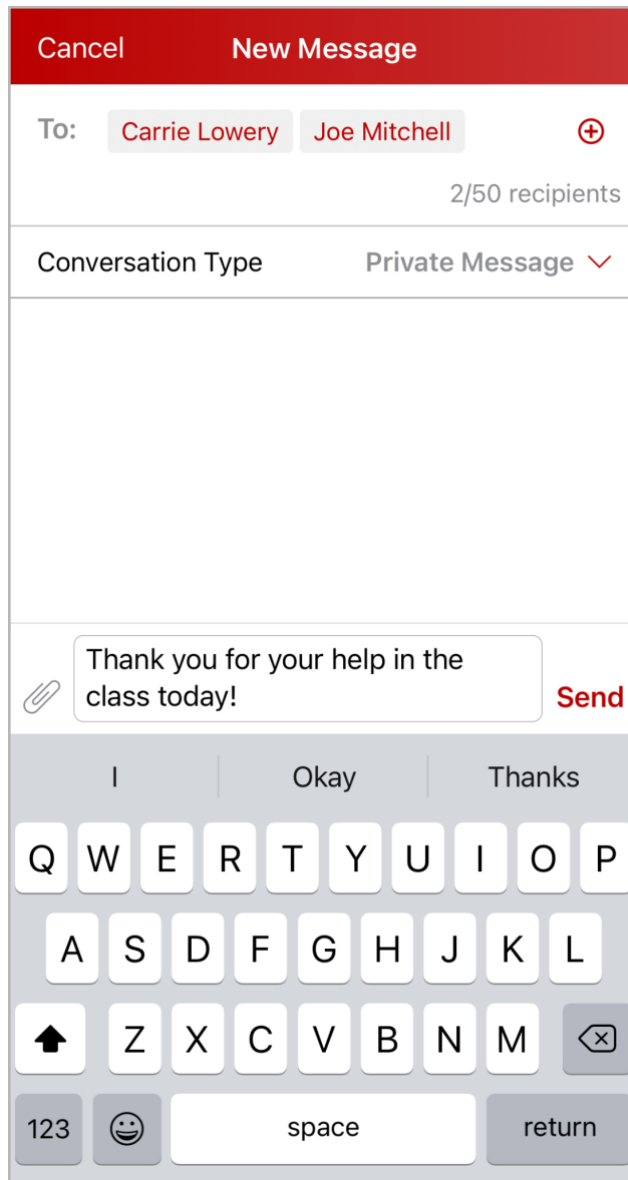 Cancel New Message
To: Carrie Lowery Joe Mitchell
2/50 recipients
Conversation Type Private Message
Thank you for your help in the
class today!
Send
I Okay Thanks
Q W E R T Y U I O P
A S D F G H J K L
Z X C V B N M
123 space return